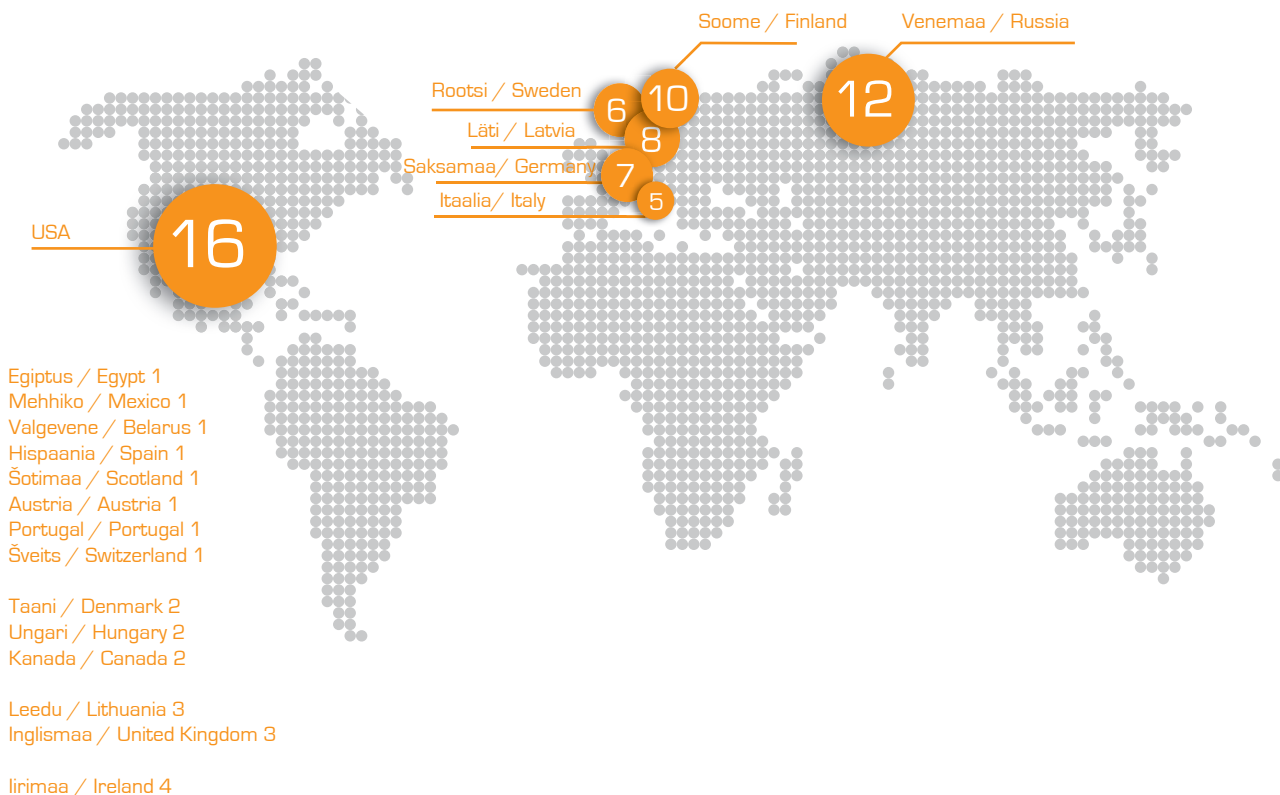 Soome / Finland
Venemaa / Russia
12
Rootsi / Sweden
6
10
Läti / Latvia
8
Saksamaa/ Germany
7
Itaalia/ Italy
5
USA
16
Egiptus / Egypt 1
Mehhiko / Mexico 1
Valgevene / Belarus 1
Hispaania / Spain 1
Šotimaa / Scotland 1
Austria / Austria 1
Portugal / Portugal 1
Šveits / Switzerland 1
Taani / Denmark 2
Ungari / Hungary 2
Kanada / Canada 2
Leedu / Lithuania 3
Inglismaa / United Kingdom 3
Iirimaa / Ireland 4